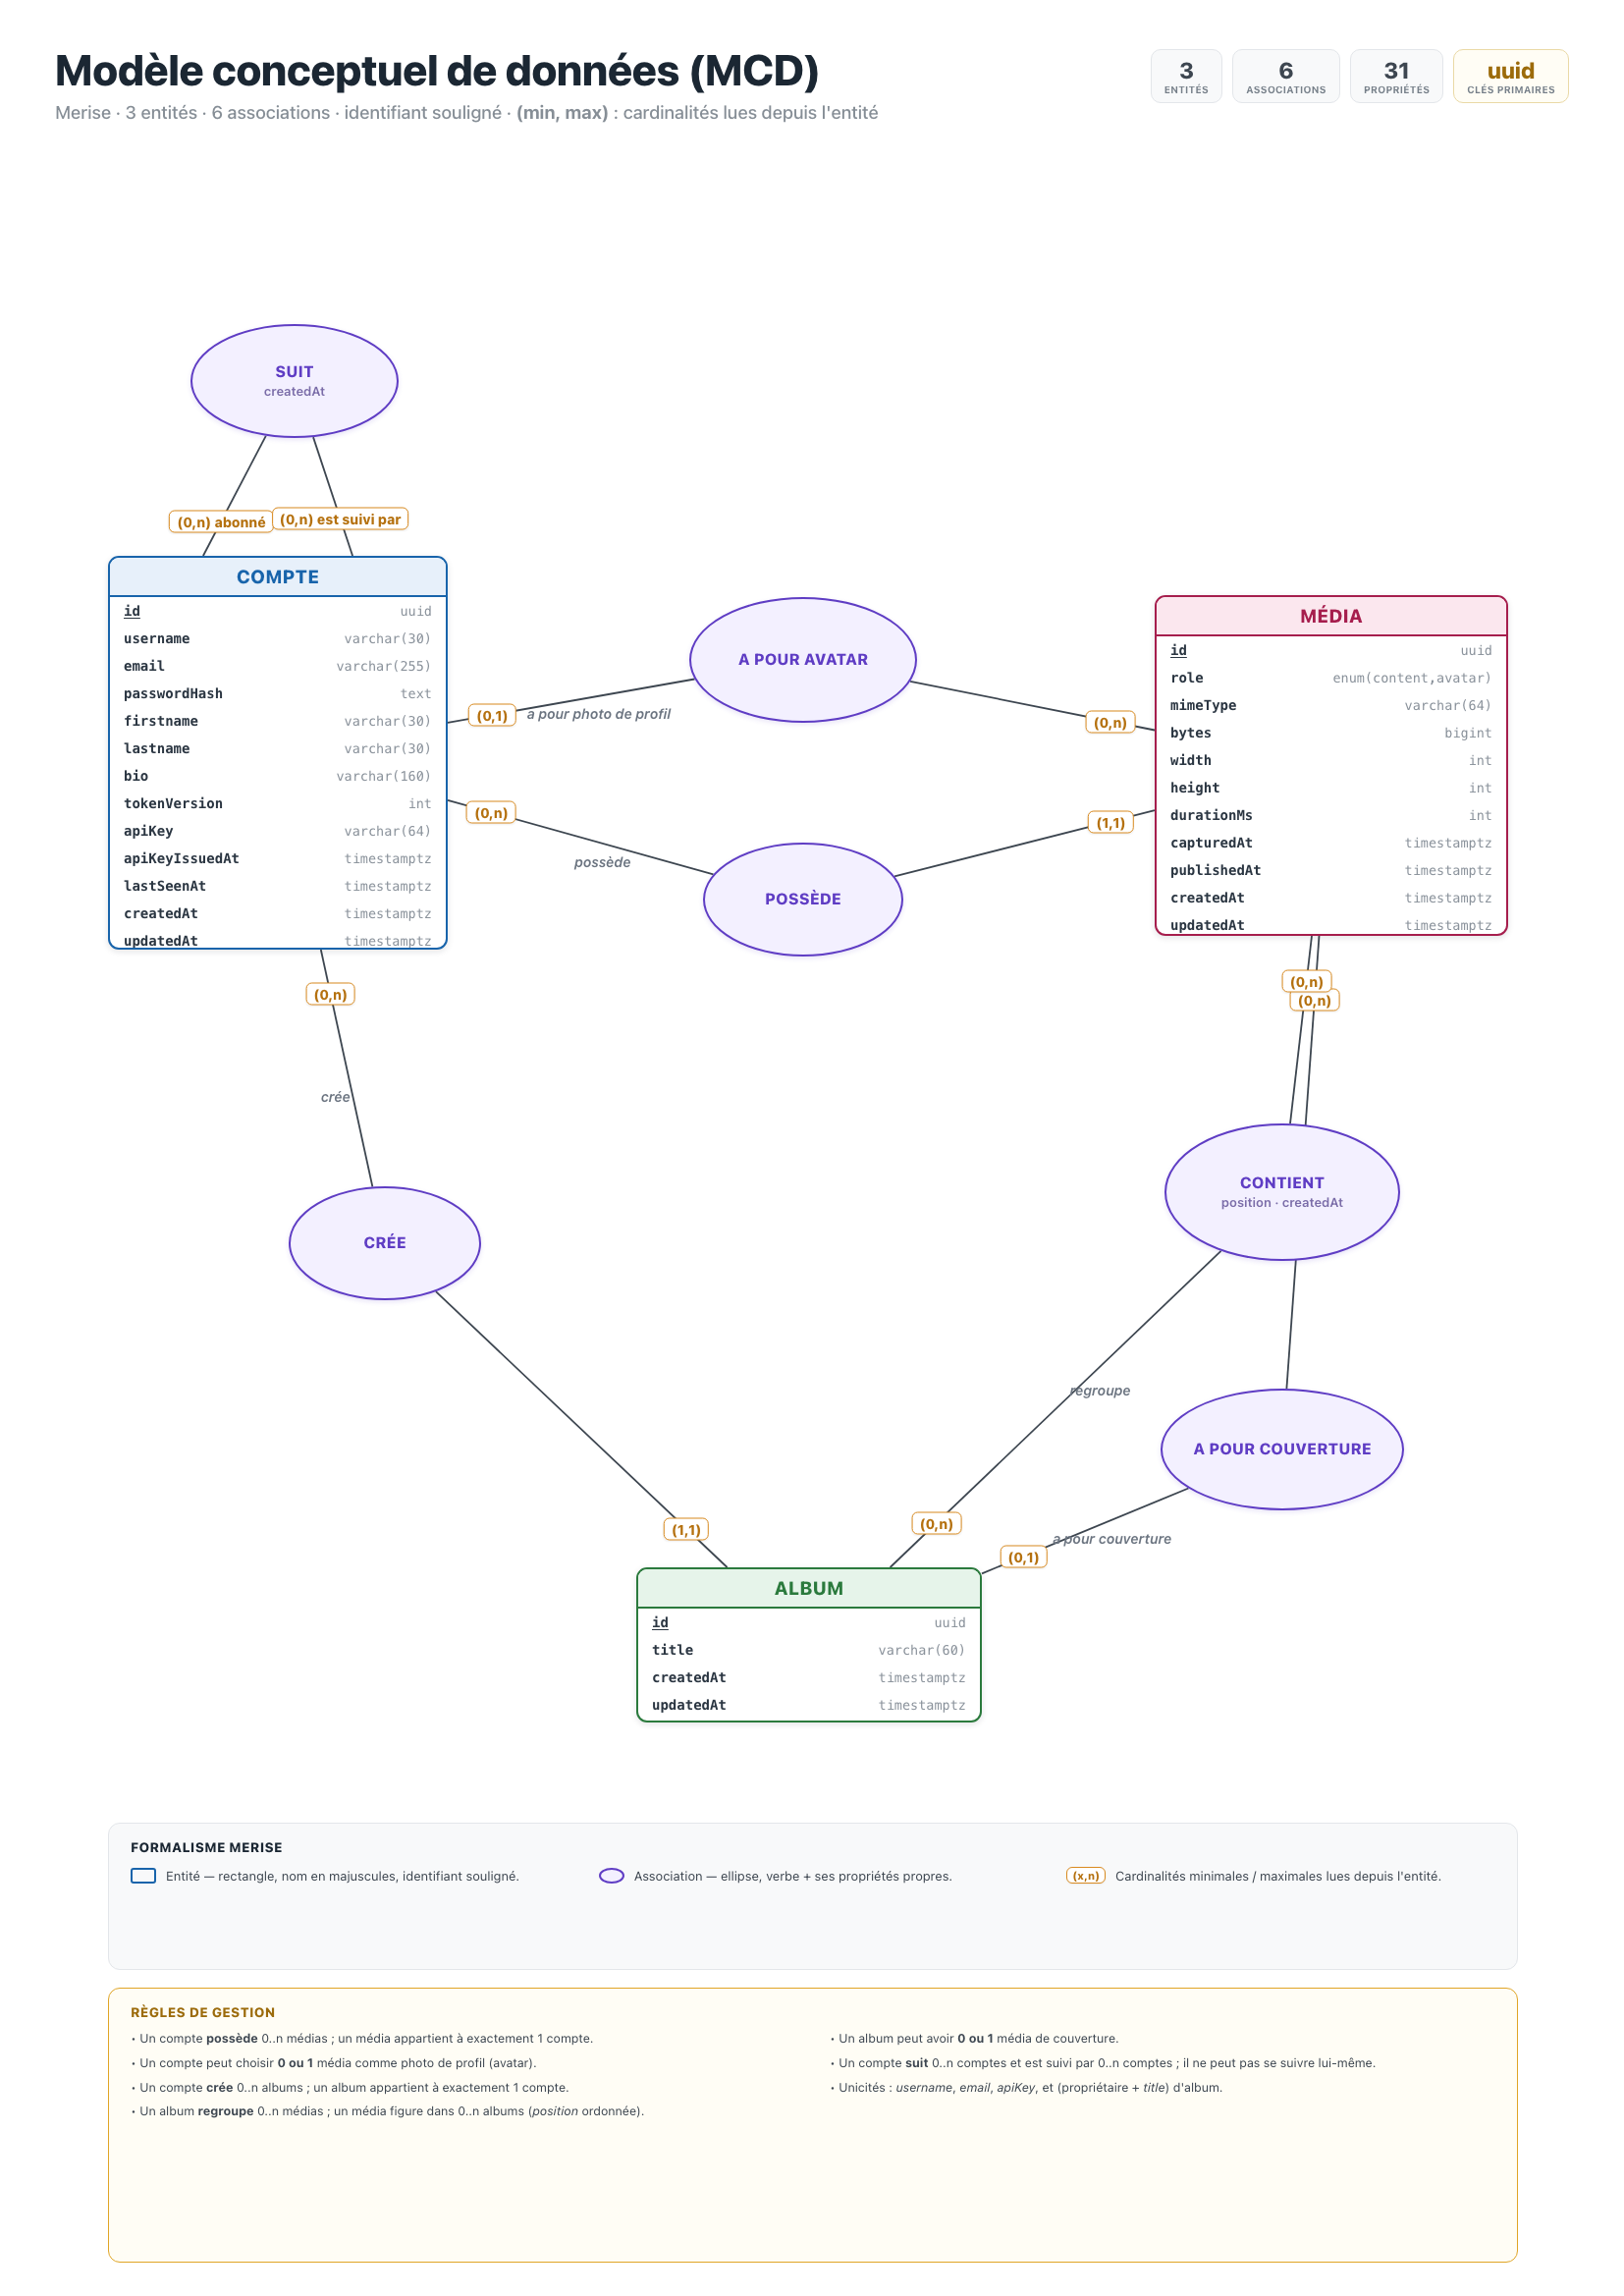 Modèle conceptuel de données (MCD)
Merise · 3 entités · 6 associations · identifiant souligné · (min, max) : cardinalités lues depuis l'entité
3
ENTITÉS
6
ASSOCIATIONS
31
PROPRIÉTÉS
uuid
CLÉS PRIMAIRES
SUIT
createdAt
(0,n) abonné
(0,n) est suivi par
COMPTE
id uuid
username varchar(30)
email varchar(255)
passwordHash text
firstname varchar(30)
lastname varchar(30)
bio varchar(160)
tokenVersion int
apiKey varchar(64)
apiKeyIssuedAt timestamptz
lastSeenAt timestamptz
createdAt timestamptz
updatedAt timestamptz
A POUR AVATAR
(0,1)
a pour photo de profil
(0,n)
(0,n)
possède
POSSÈDE
(1,1)
MÉDIA
id uuid
role enum(content,avatar)
mimeType varchar(64)
bytes bigint
width int
height int
durationMs int
capturedAt timestamptz
publishedAt timestamptz
createdAt timestamptz
updatedAt timestamptz
(0,n)
(0,n)
(0,n)
crée
CRÉE
CONTIENT
position · createdAt
regroupe
A POUR COUVERTURE
(1,1)
(0,n)
(0,1)
a pour couverture
ALBUM
id uuid
title varchar(60)
createdAt timestamptz
updatedAt timestamptz
FORMALISME MERISE
Entité — rectangle, nom en majuscules, identifiant souligné.
Association — ellipse, verbe + ses propriétés propres.
(x,n) Cardinalités minimales / maximales lues depuis l'entité.
RÈGLES DE GESTION
• Un compte possède 0..n médias ; un média appartient à exactement 1 compte.
• Un compte peut choisir 0 ou 1 média comme photo de profil (avatar).
• Un compte crée 0..n albums ; un album appartient à exactement 1 compte.
• Un album regroupe 0..n médias ; un média figure dans 0..n albums (position ordonnée).
• Un album peut avoir 0 ou 1 média de couverture.
• Un compte suit 0..n comptes et est suivi par 0..n comptes ; il ne peut pas se suivre lui-même.
• Unicités : username, email, apiKey, et (propriétaire + title) d'album.